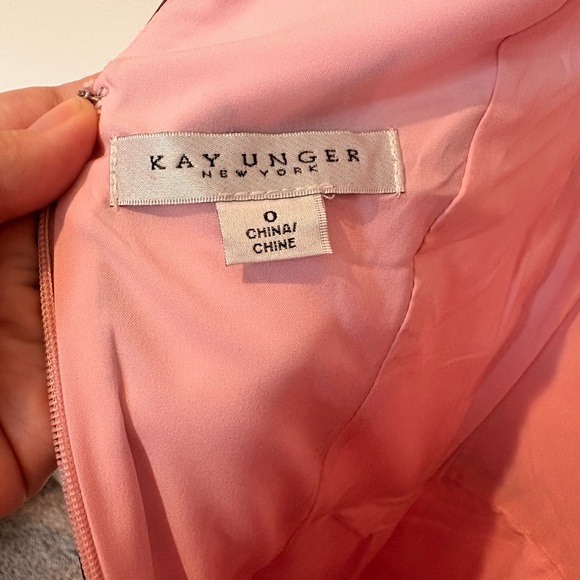 KAY UNGER
NEW YORK
0
CHINA/
CHINE